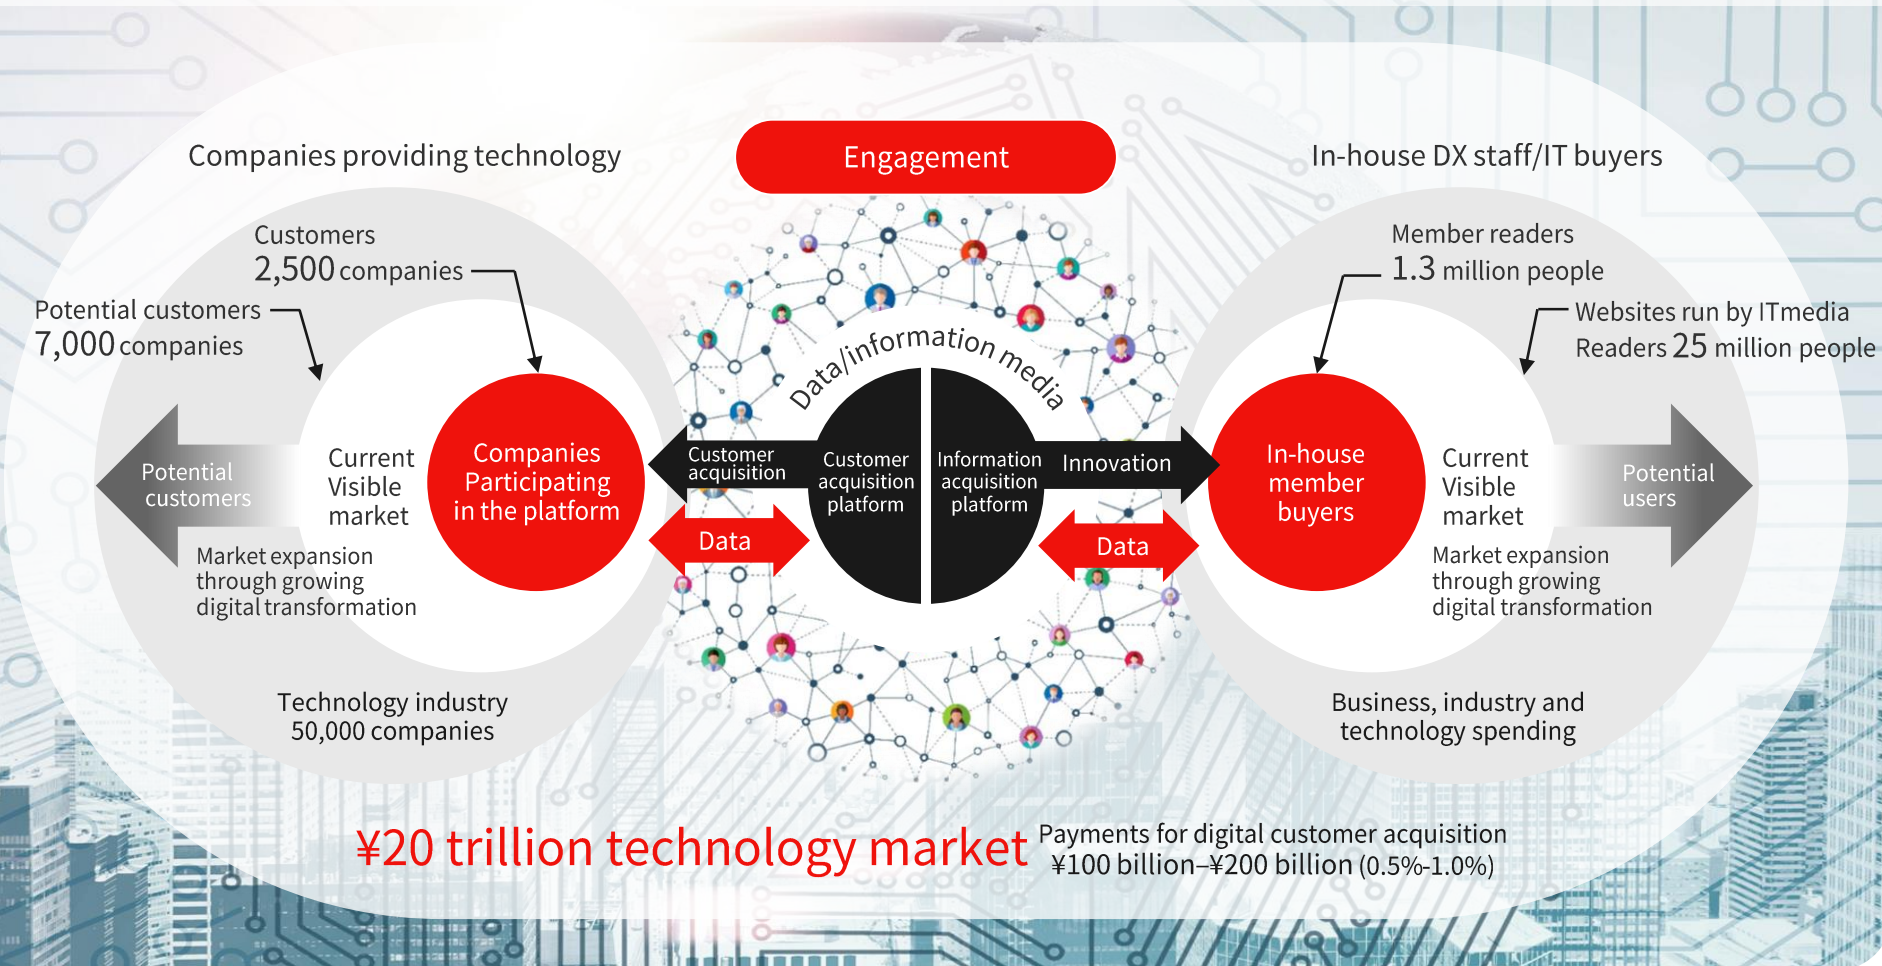 Engagement
Companies providing technology
In-house DX staff/IT buyers
Customers
2,500 companies
Potential customers
7,000 companies
Member readers
1.3 million people
Websites run by ITmedia
Readers 25 million people
Data/information media
Potential
customers
Current
Visible
market
Companies
Participating
in the platform
Customer
acquisition
Customer
acquisition
platform
Information
acquisition
platform
Innovation
In-house
member
buyers
Current
Visible
market
Potential
users
Data
Data
Market expansion
through growing
digital transformation
Market expansion
through growing
digital transformation
Technology industry
50,000 companies
Business, industry and
technology spending
¥20 trillion technology market
Payments for digital customer acquisition
¥100 billion–¥200 billion (0.5%-1.0%)